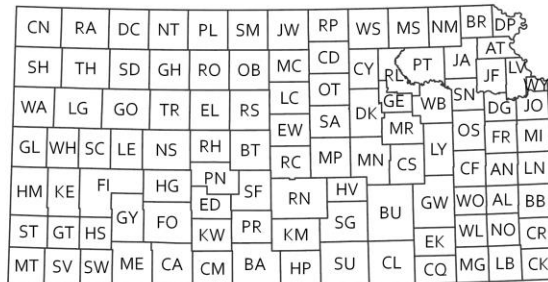 CN RA DC NT PL SM JW RP WS MS NM BR DP
SH TH SD GH RO OB MC CD CY RL PT JA AT
WA LG GO TR EL RS LC OT DK GE WB SN JF LV WY
GL WH SC LE NS RH BT EW SA MR OS DG JO
HM KE FI HG PN RC MP MN CS LY FR MI
GY FO ED SF RN HV BU CF AN LN
ST GT HS KW PR KM SG GW WO AL BB
EK WL NO CR
MT SV SW ME CA CM BA HP SU CL CQ MG LB CK